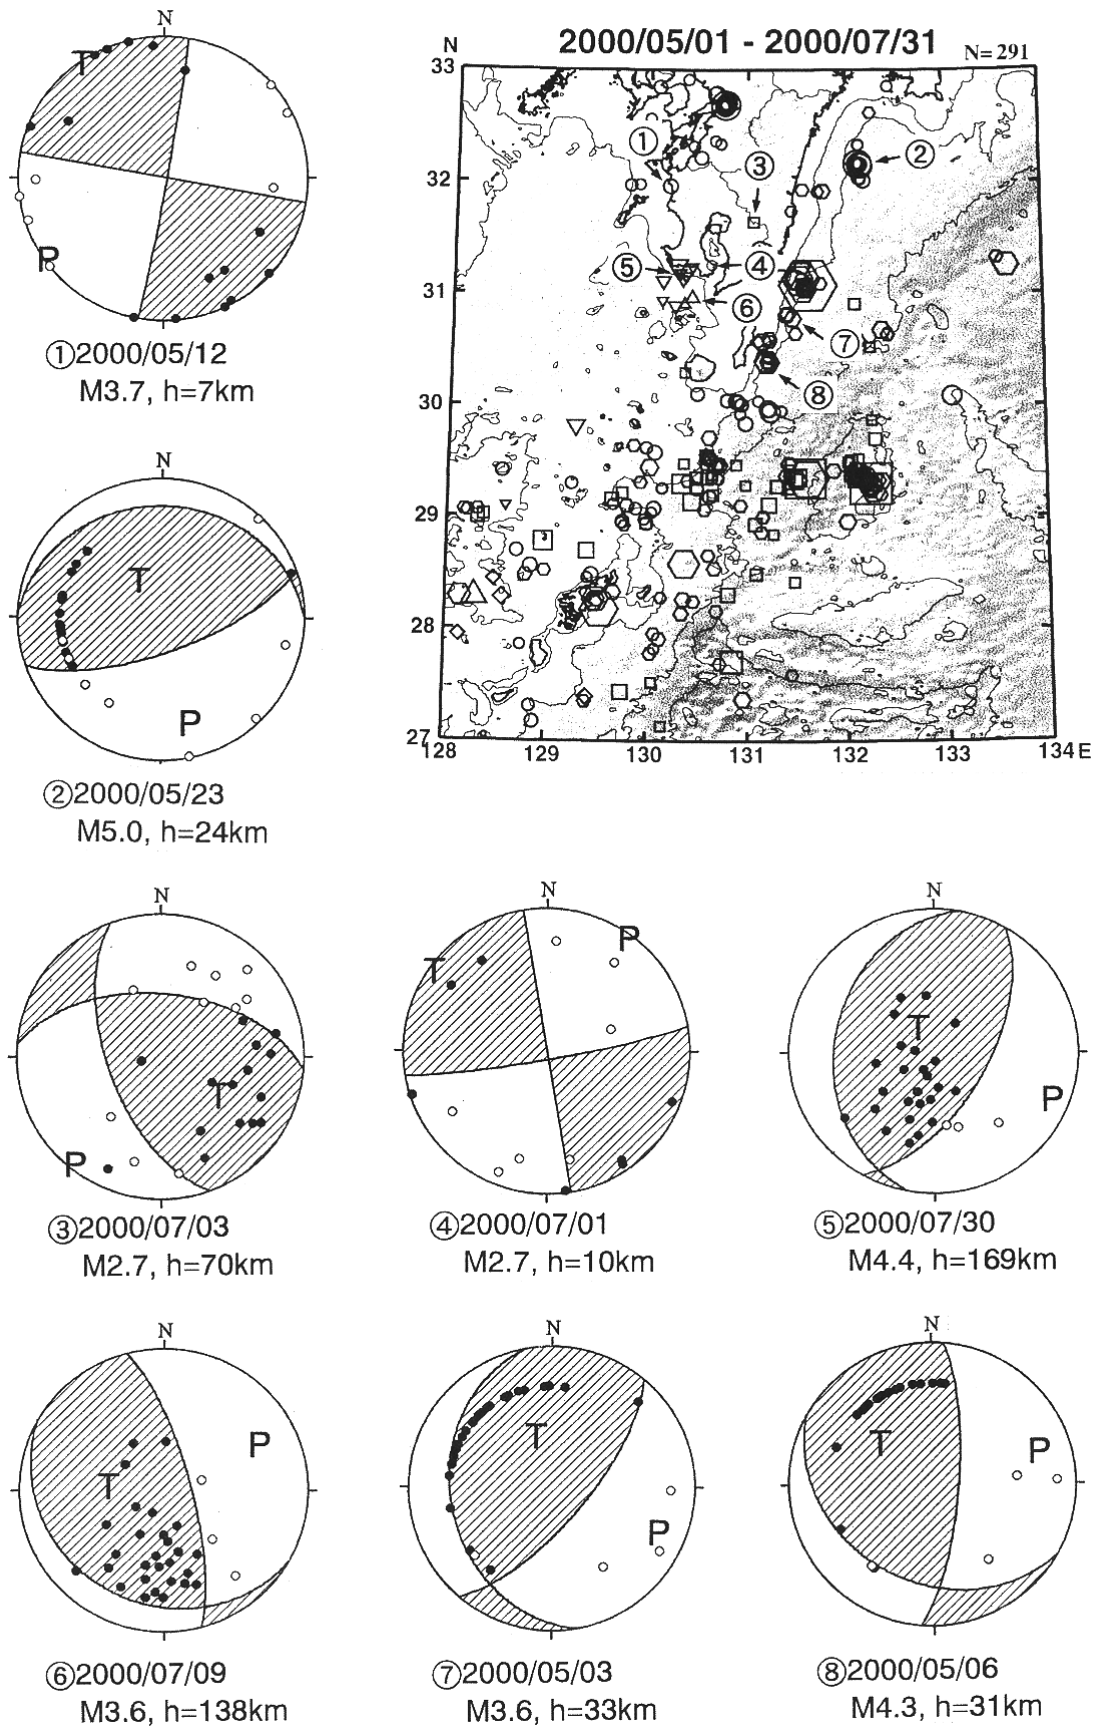 N
T
P
①2000/05/12
M3.7, h=7km
N
2000/05/01 - 2000/07/31
N=291
33
32
31
30
29
28
27
128
129
130
131
132
133
134E
①
②
③
④
⑤
⑥
⑦
⑧
N
T
P
②2000/05/23
M5.0, h=24km
N
T
P
③2000/07/03
M2.7, h=70km
N
P
T
④2000/07/01
M2.7, h=10km
N
T
P
⑤2000/07/30
M4.4, h=169km
N
P
T
⑥2000/07/09
M3.6, h=138km
N
T
P
⑦2000/05/03
M3.6, h=33km
N
T
P
⑧2000/05/06
M4.3, h=31km